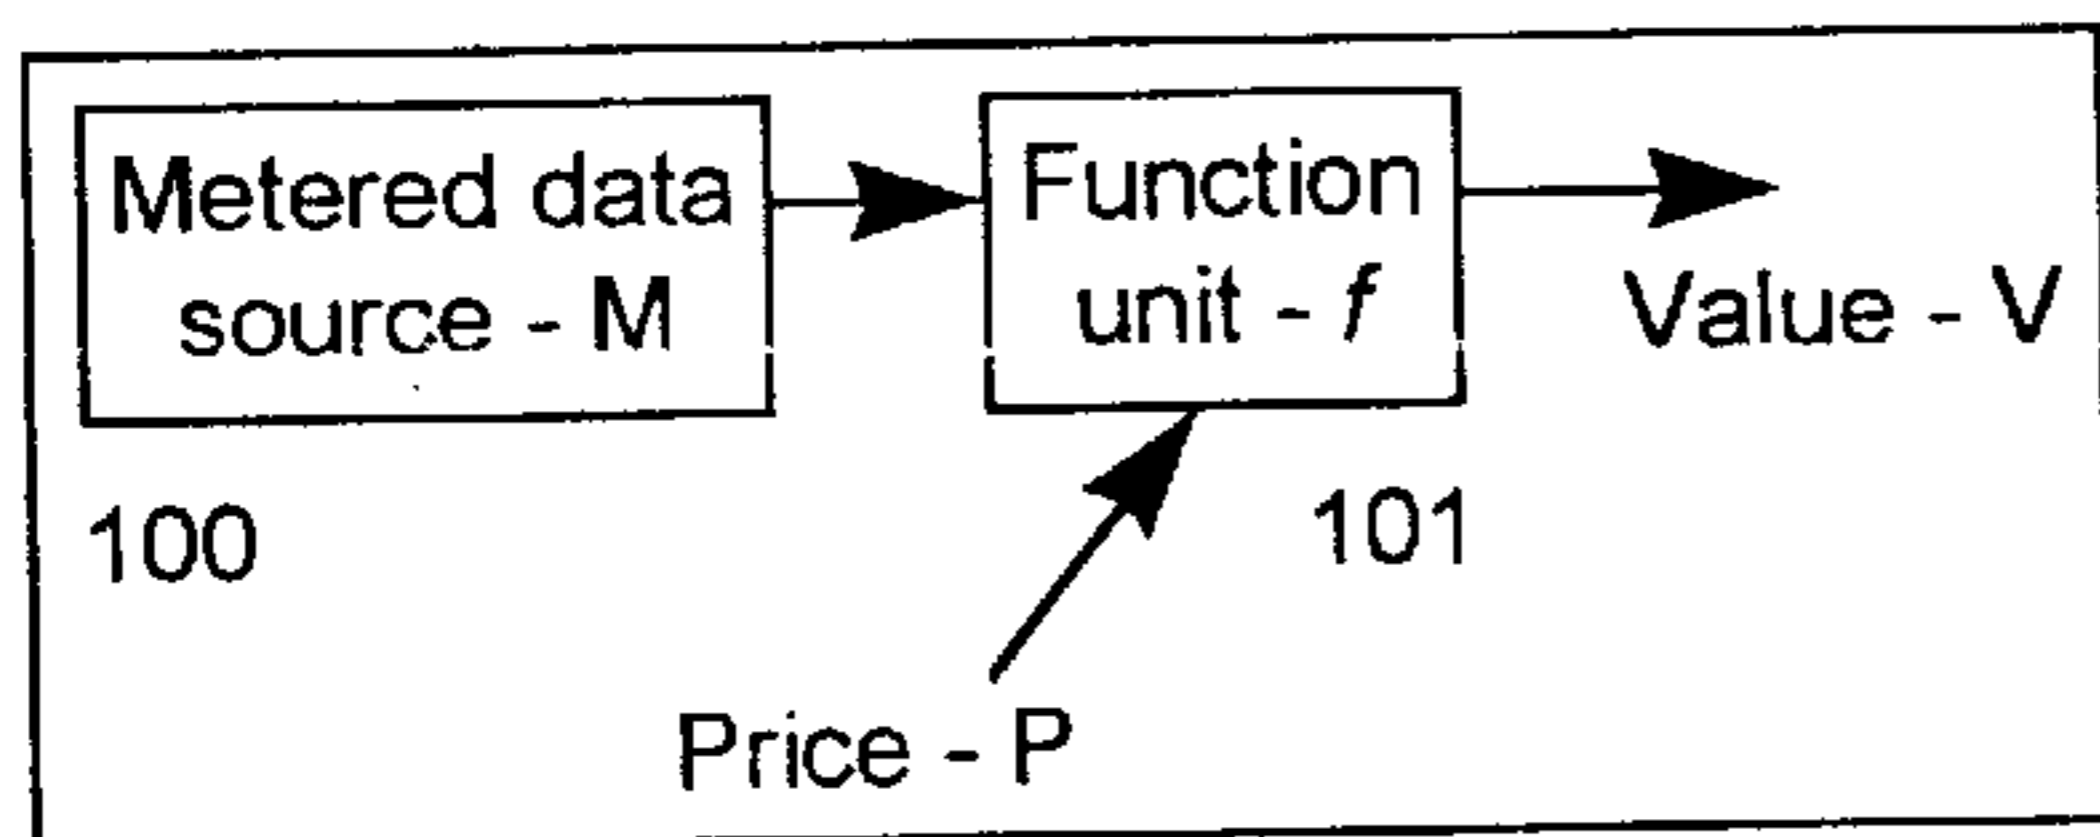 Metered data
source - M
Function
unit - f
Value - V
100
101
Price - P